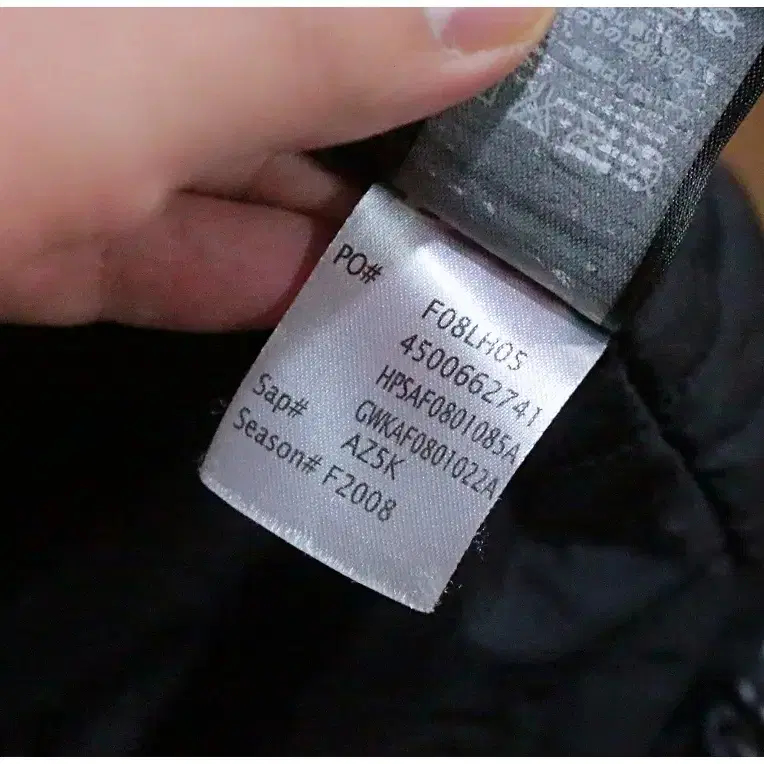 PO#
F08LH05
4500662741
HPSAF0801085A
GWKAF0801022A
Sap# AZ5K
Season# F2008